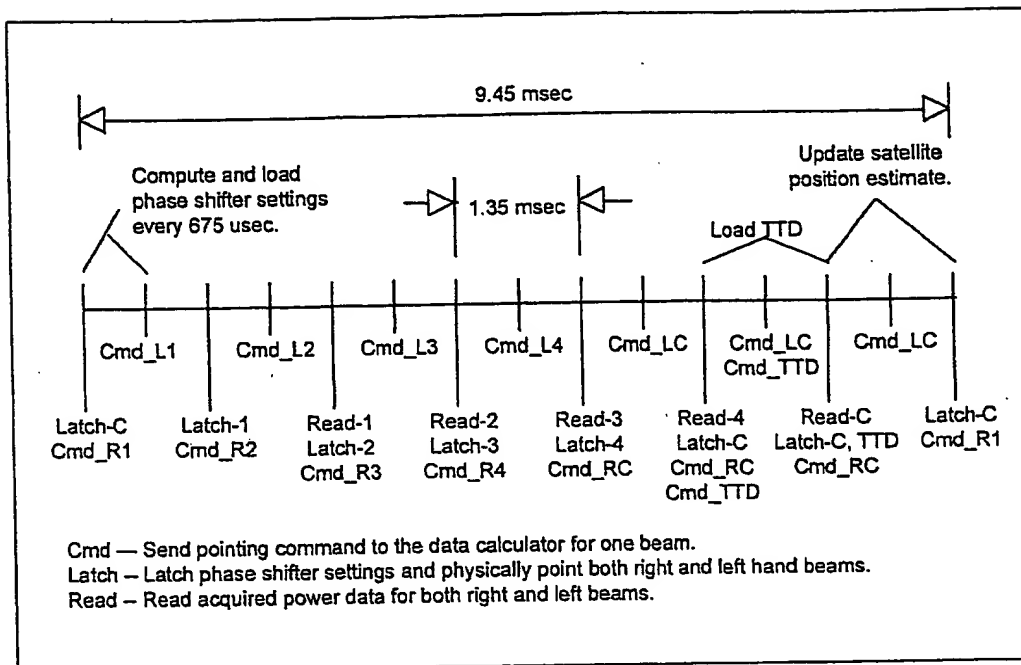 9.45 msec
Compute and load
phase shifter settings
every 675 usec.
1.35 msec
Update satellite
position estimate.
Load TTD
Cmd_L1
Cmd_L2
Cmd_L3
Cmd_L4
Cmd_LC
Cmd_LC
Cmd_TTD
Cmd_LC
Latch-C
Cmd_R1
Latch-1
Cmd_R2
Read-1
Latch-2
Cmd_R3
Read-2
Latch-3
Cmd_R4
Read-3
Latch-4
Cmd_RC
Read-4
Latch-C
Cmd_RC
Cmd_TTD
Read-C
Latch-C, TTD
Cmd_RC
Latch-C
Cmd_R1
Cmd — Send pointing command to the data calculator for one beam.
Latch – Latch phase shifter settings and physically point both right and left hand beams.
Read – Read acquired power data for both right and left beams.